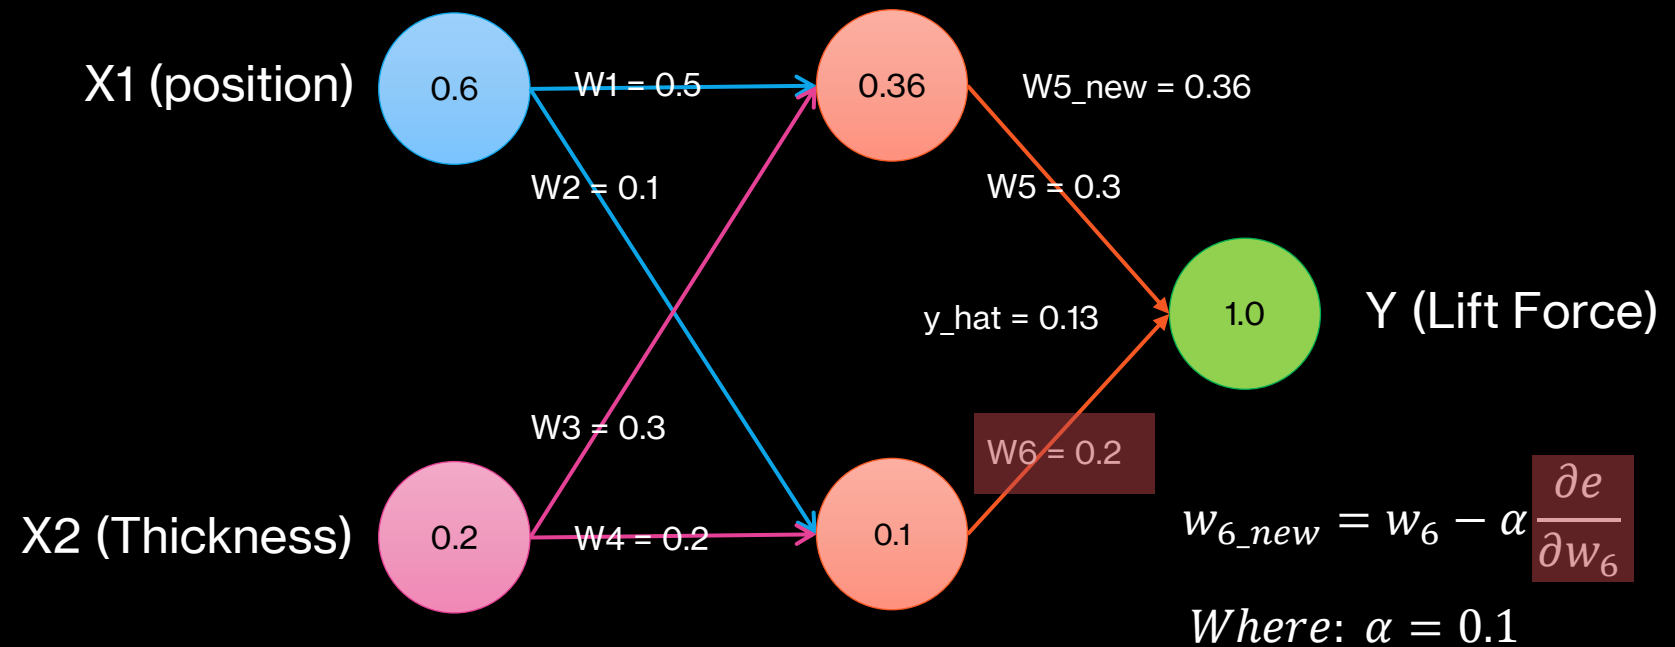 X1 (position)
0.6
W1 = 0.5
0.36
W5_new = 0.36
W2 = 0.1
W5 = 0.3
y_hat = 0.13
1.0
Y (Lift Force)
W3 = 0.3
W6 = 0.2
X2 (Thickness)
0.2
W4 = 0.2
0.1
w₆_new = w₆ − α ∂e/∂w₆
Where: α = 0.1